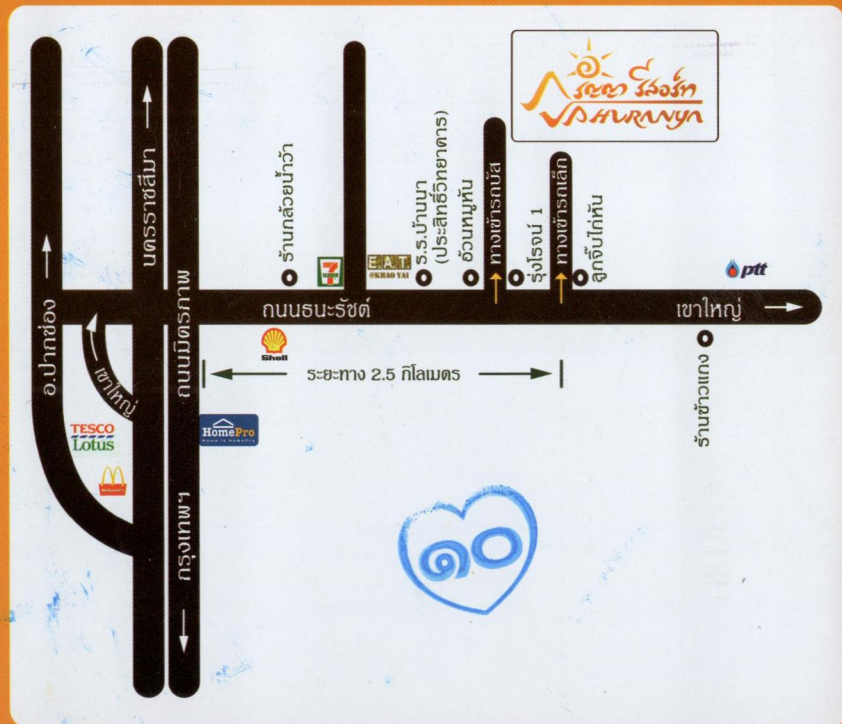 ภูรัญญา รีสอร์ท
PHURANYA
นครราชสีมา
ร้านกล้วยน้ำว้า
7
ELEVEN
E.A.T.
@KHAO YAI
ร.ร.บ้านนา
(ประสิทธิ์วิทยาคาร)
อ้วนหมูหัน
ทางเข้ารถบัส
รุ่งโรจน์ 1
ทางเข้ารถเล็ก
ลูกจิ๊บไก่หัน
ptt
อ.ปากช่อง
ถนนมิตรภาพ
ถนนธนะรัชต์
เขาใหญ่
เขาใหญ่
Shell
ระยะทาง 2.5 กิโลเมตร
ร้านข้าวแกง
TESCO
Lotus
McDonald's
HomePro
กรุงเทพฯ
๑๐